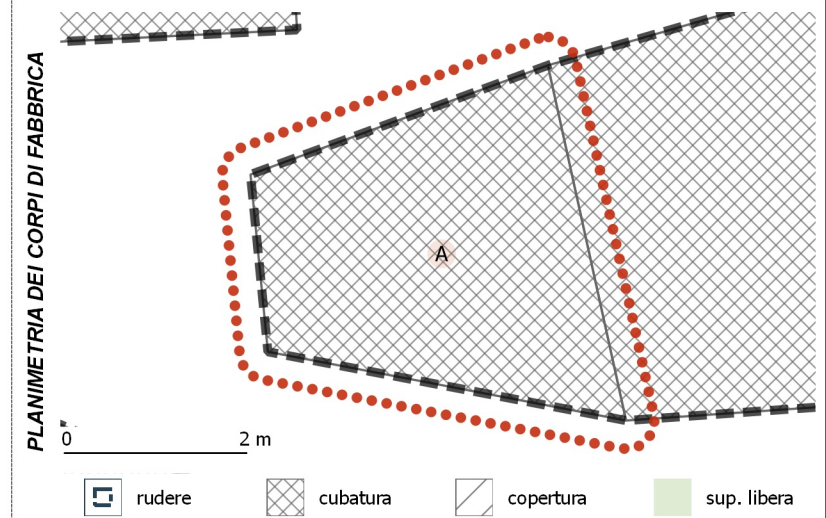 PLANIMETRIA DEI CORPI DI FABBRICA
A
0 2 m
rudere cubatura copertura sup. libera